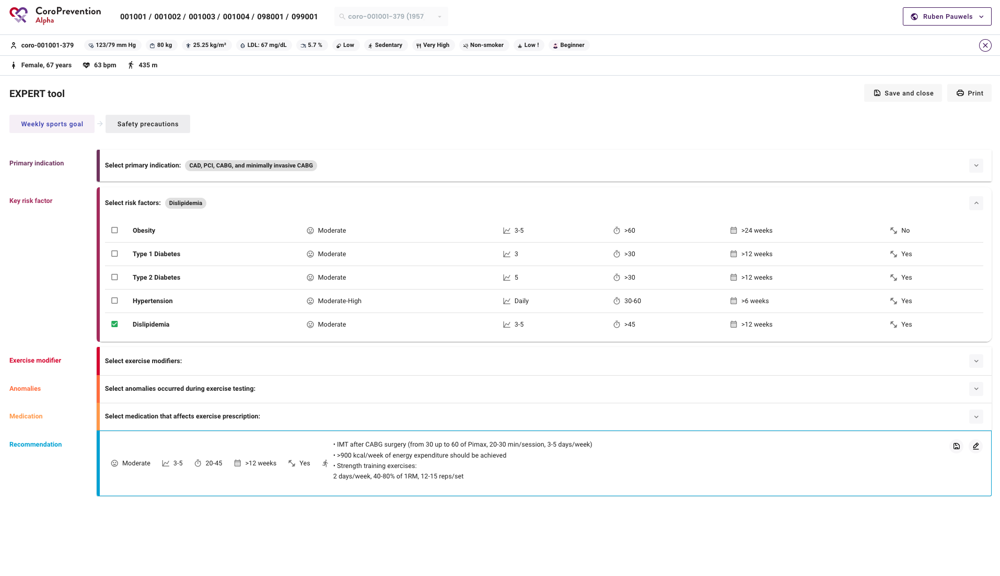 CoroPrevention
Alpha
001001 / 001002 / 001003 / 001004 / 098001 / 099001
coro-001001-379 (1957
Ruben Pauwels
coro-001001-379 123/79 mm Hg 80 kg 25.25 kg/m² LDL: 67 mg/dL 5.7 % Low Sedentary Very High Non-smoker Low ! Beginner
Female, 67 years 63 bpm 435 m
EXPERT tool
Save and close Print
Weekly sports goal Safety precautions
Primary indication
Select primary indication: CAD, PCI, CABG, and minimally invasive CABG
Key risk factor
Select risk factors: Dislipidemia
Obesity Moderate 3-5 >60 >24 weeks No
Type 1 Diabetes Moderate 3 >30 >12 weeks Yes
Type 2 Diabetes Moderate 5 >30 >12 weeks Yes
Hypertension Moderate-High Daily 30-60 >6 weeks Yes
Dislipidemia Moderate 3-5 >45 >12 weeks Yes
Exercise modifier Select exercise modifiers:
Anomalies Select anomalies occurred during exercise testing:
Medication Select medication that affects exercise prescription:
Recommendation
Moderate 3-5 20-45 >12 weeks Yes
• IMT after CABG surgery (from 30 up to 60 of Pimax, 20-30 min/session, 3-5 days/week)
• >900 kcal/week of energy expenditure should be achieved
• Strength training exercises:
2 days/week, 40-80% of 1RM, 12-15 reps/set